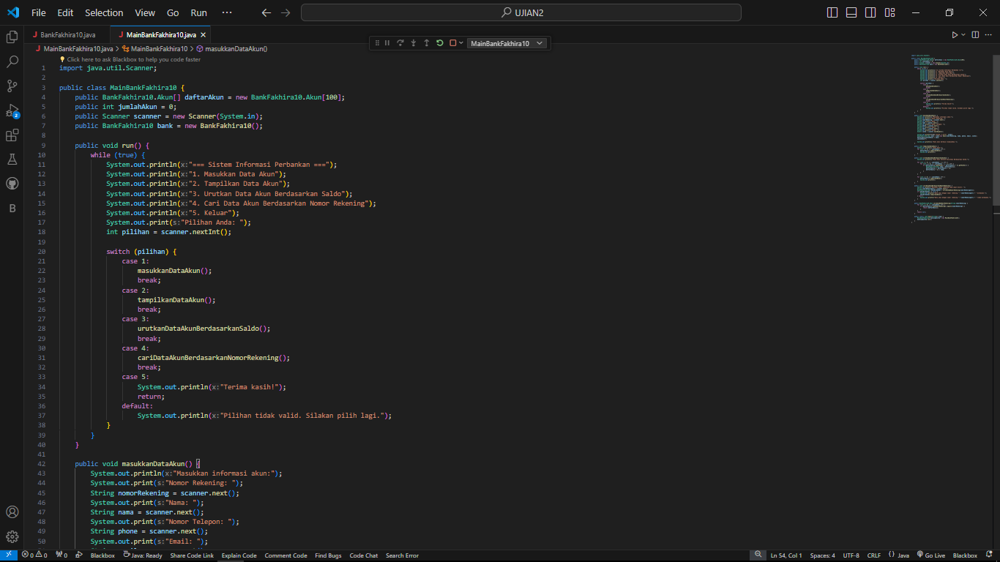 File Edit Selection View Go Run ··· UJIAN2
BankFakhira10.java MainBankFakhira10.java
MainBankFakhira10
MainBankFakhira10.java > MainBankFakhira10 > masukkanDataAkun()
Click here to ask Blackbox to help you code faster
1 import java.util.Scanner;
2
3 public class MainBankFakhira10 {
4 public BankFakhira10.Akun[] daftarAkun = new BankFakhira10.Akun[100];
5 public int jumlahAkun = 0;
6 public Scanner scanner = new Scanner(System.in);
7 public BankFakhira10 bank = new BankFakhira10();
8
9 public void run() {
10 while (true) {
11 System.out.println(x:"=== Sistem Informasi Perbankan ===");
12 System.out.println(x:"1. Masukkan Data Akun");
13 System.out.println(x:"2. Tampilkan Data Akun");
14 System.out.println(x:"3. Urutkan Data Akun Berdasarkan Saldo");
15 System.out.println(x:"4. Cari Data Akun Berdasarkan Nomor Rekening");
16 System.out.println(x:"5. Keluar");
17 System.out.print(s:"Pilihan Anda: ");
18 int pilihan = scanner.nextInt();
19
20 switch (pilihan) {
21 case 1:
22 masukkanDataAkun();
23 break;
24 case 2:
25 tampilkanDataAkun();
26 break;
27 case 3:
28 urutkanDataAkunBerdasarkanSaldo();
29 break;
30 case 4:
31 cariDataAkunBerdasarkanNomorRekening();
32 break;
33 case 5:
34 System.out.println(x:"Terima kasih!");
35 return;
36 default:
37 System.out.println(x:"Pilihan tidak valid. Silakan pilih lagi.");
38 }
39 }
40 }
41
42 public void masukkanDataAkun() {
43 System.out.println(x:"Masukkan informasi akun:");
44 System.out.print(s:"Nomor Rekening: ");
45 String nomorRekening = scanner.next();
46 System.out.print(s:"Nama: ");
47 String nama = scanner.next();
48 System.out.print(s:"Nomor Telepon: ");
49 String phone = scanner.next();
50 System.out.print(s:"Email: ");
2
B
0 0 0 Blackbox Java: Ready Share Code Link Explain Code Comment Code Find Bugs Code Chat Search Error Ln 54, Col 1 Spaces: 4 UTF-8 CRLF {} Java Go Live Blackbox